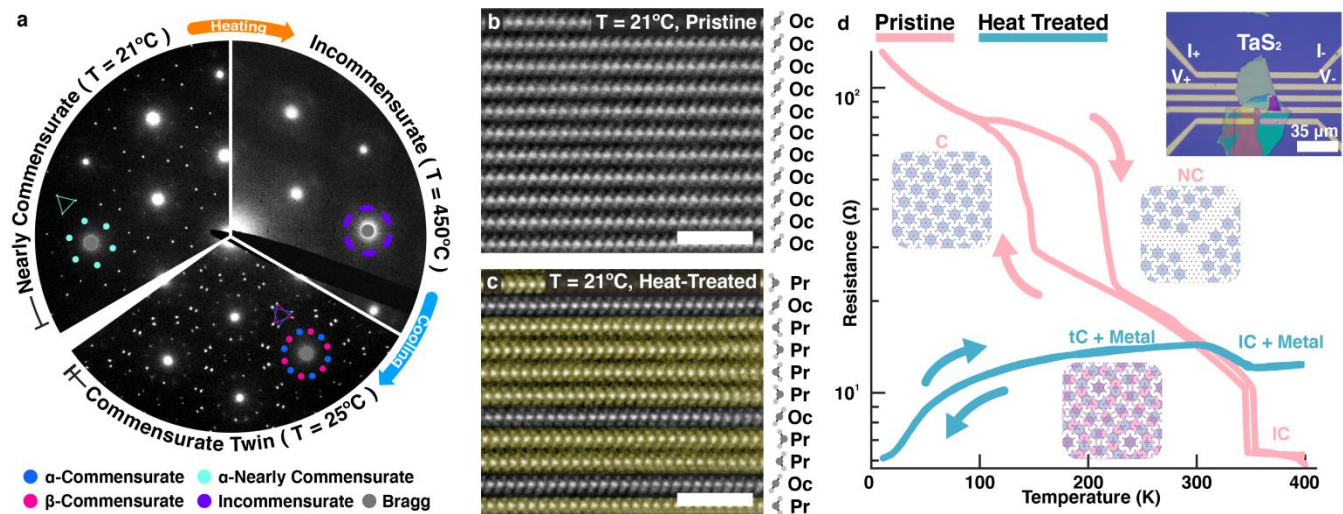 a
Nearly Commensurate ( T = 21°C )
Heating
Incommensurate ( T = 450°C )
Cooling
Commensurate Twin ( T = 25°C )
α-Commensurate
α-Nearly Commensurate
β-Commensurate
Incommensurate
Bragg
b
T = 21°C, Pristine
Oc
Oc
Oc
Oc
Oc
Oc
Oc
Oc
Oc
Oc
c
T = 21°C, Heat-Treated
Pr
Oc
Pr
Pr
Pr
Pr
Oc
Pr
Pr
Oc
Pr
d
Pristine
Heat Treated
TaS₂
I+
I-
V+
V-
35 µm
C
NC
tC + Metal
IC + Metal
IC
Resistance (Ω)
10²
10¹
0
100
200
300
400
Temperature (K)